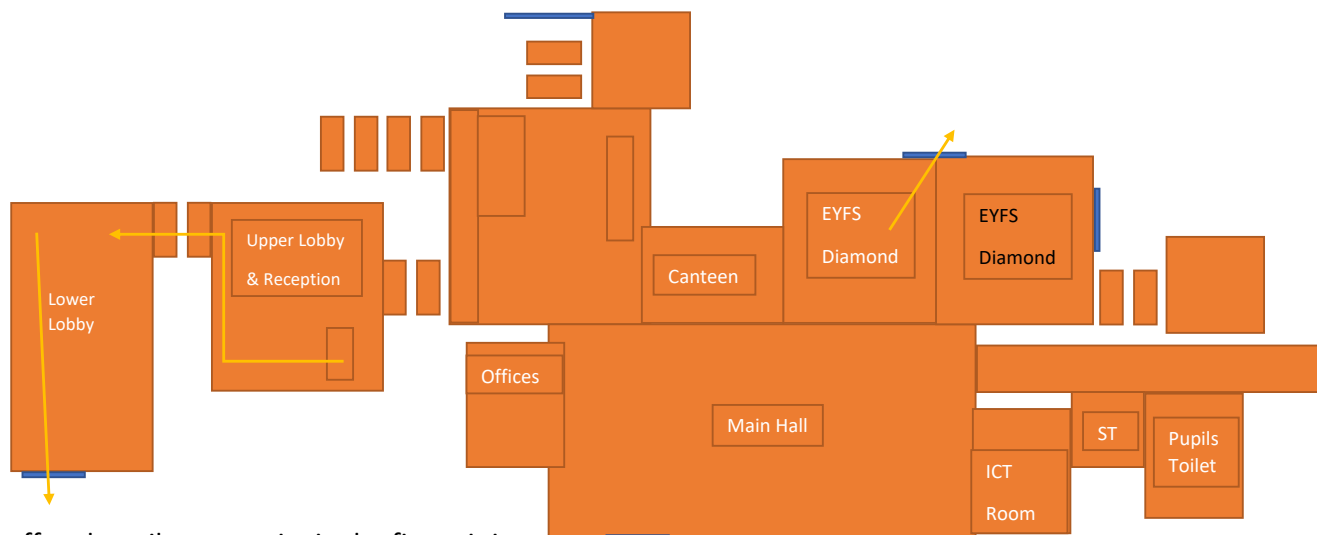 EYFS
Diamond
EYFS
Diamond
Upper Lobby
& Reception
Canteen
Lower
Lobby
Offices
Main Hall
ST
Pupils
Toilet
ICT
Room